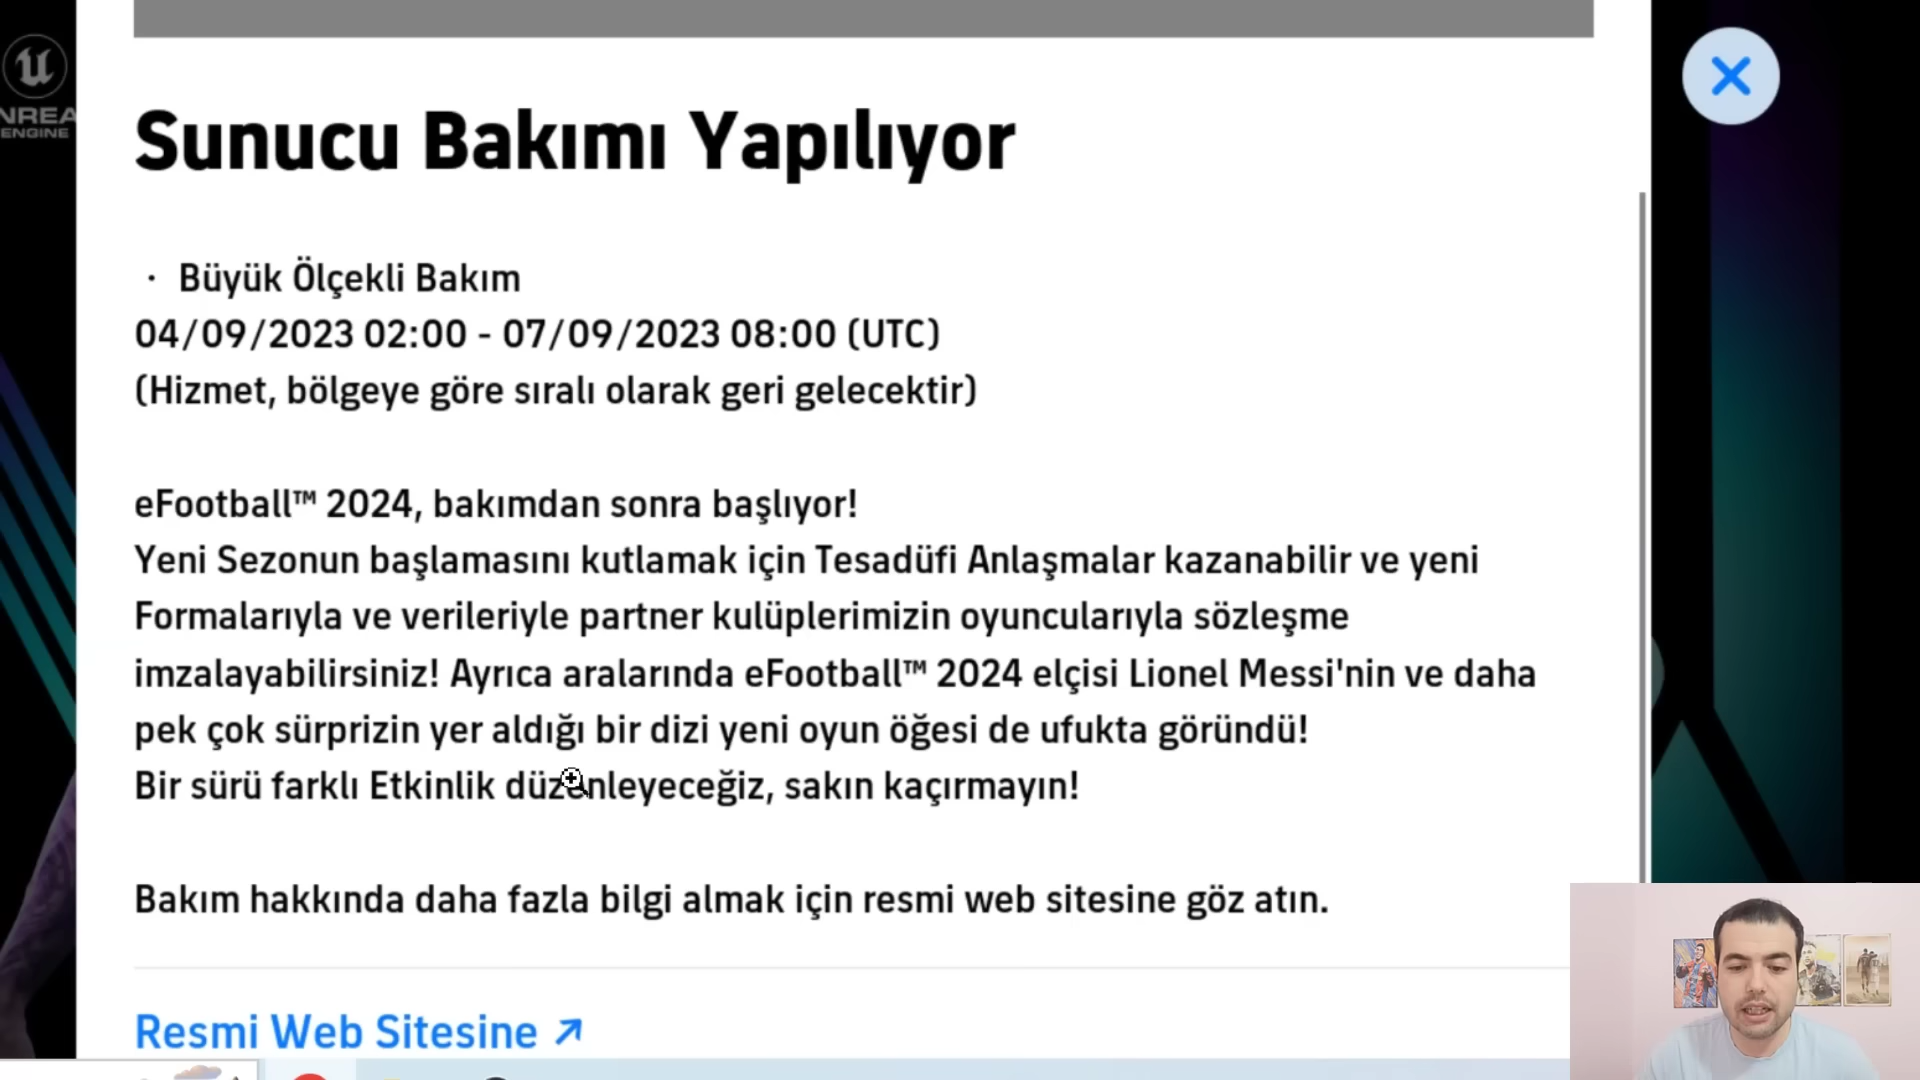 NREA
ENGINE
Sunucu Bakımı Yapılıyor
· Büyük Ölçekli Bakım
04/09/2023 02:00 - 07/09/2023 08:00 (UTC)
(Hizmet, bölgeye göre sıralı olarak geri gelecektir)
eFootball™ 2024, bakımdan sonra başlıyor!
Yeni Sezonun başlamasını kutlamak için Tesadüfi Anlaşmalar kazanabilir ve yeni
Formalarıyla ve verileriyle partner kulüplerimizin oyuncularıyla sözleşme
imzalayabilirsiniz! Ayrıca aralarında eFootball™ 2024 elçisi Lionel Messi'nin ve daha
pek çok sürprizin yer aldığı bir dizi yeni oyun öğesi de ufukta göründü!
Bir sürü farklı Etkinlik düzenleyeceğiz, sakın kaçırmayın!
Bakım hakkında daha fazla bilgi almak için resmi web sitesine göz atın.
Resmi Web Sitesine ↗